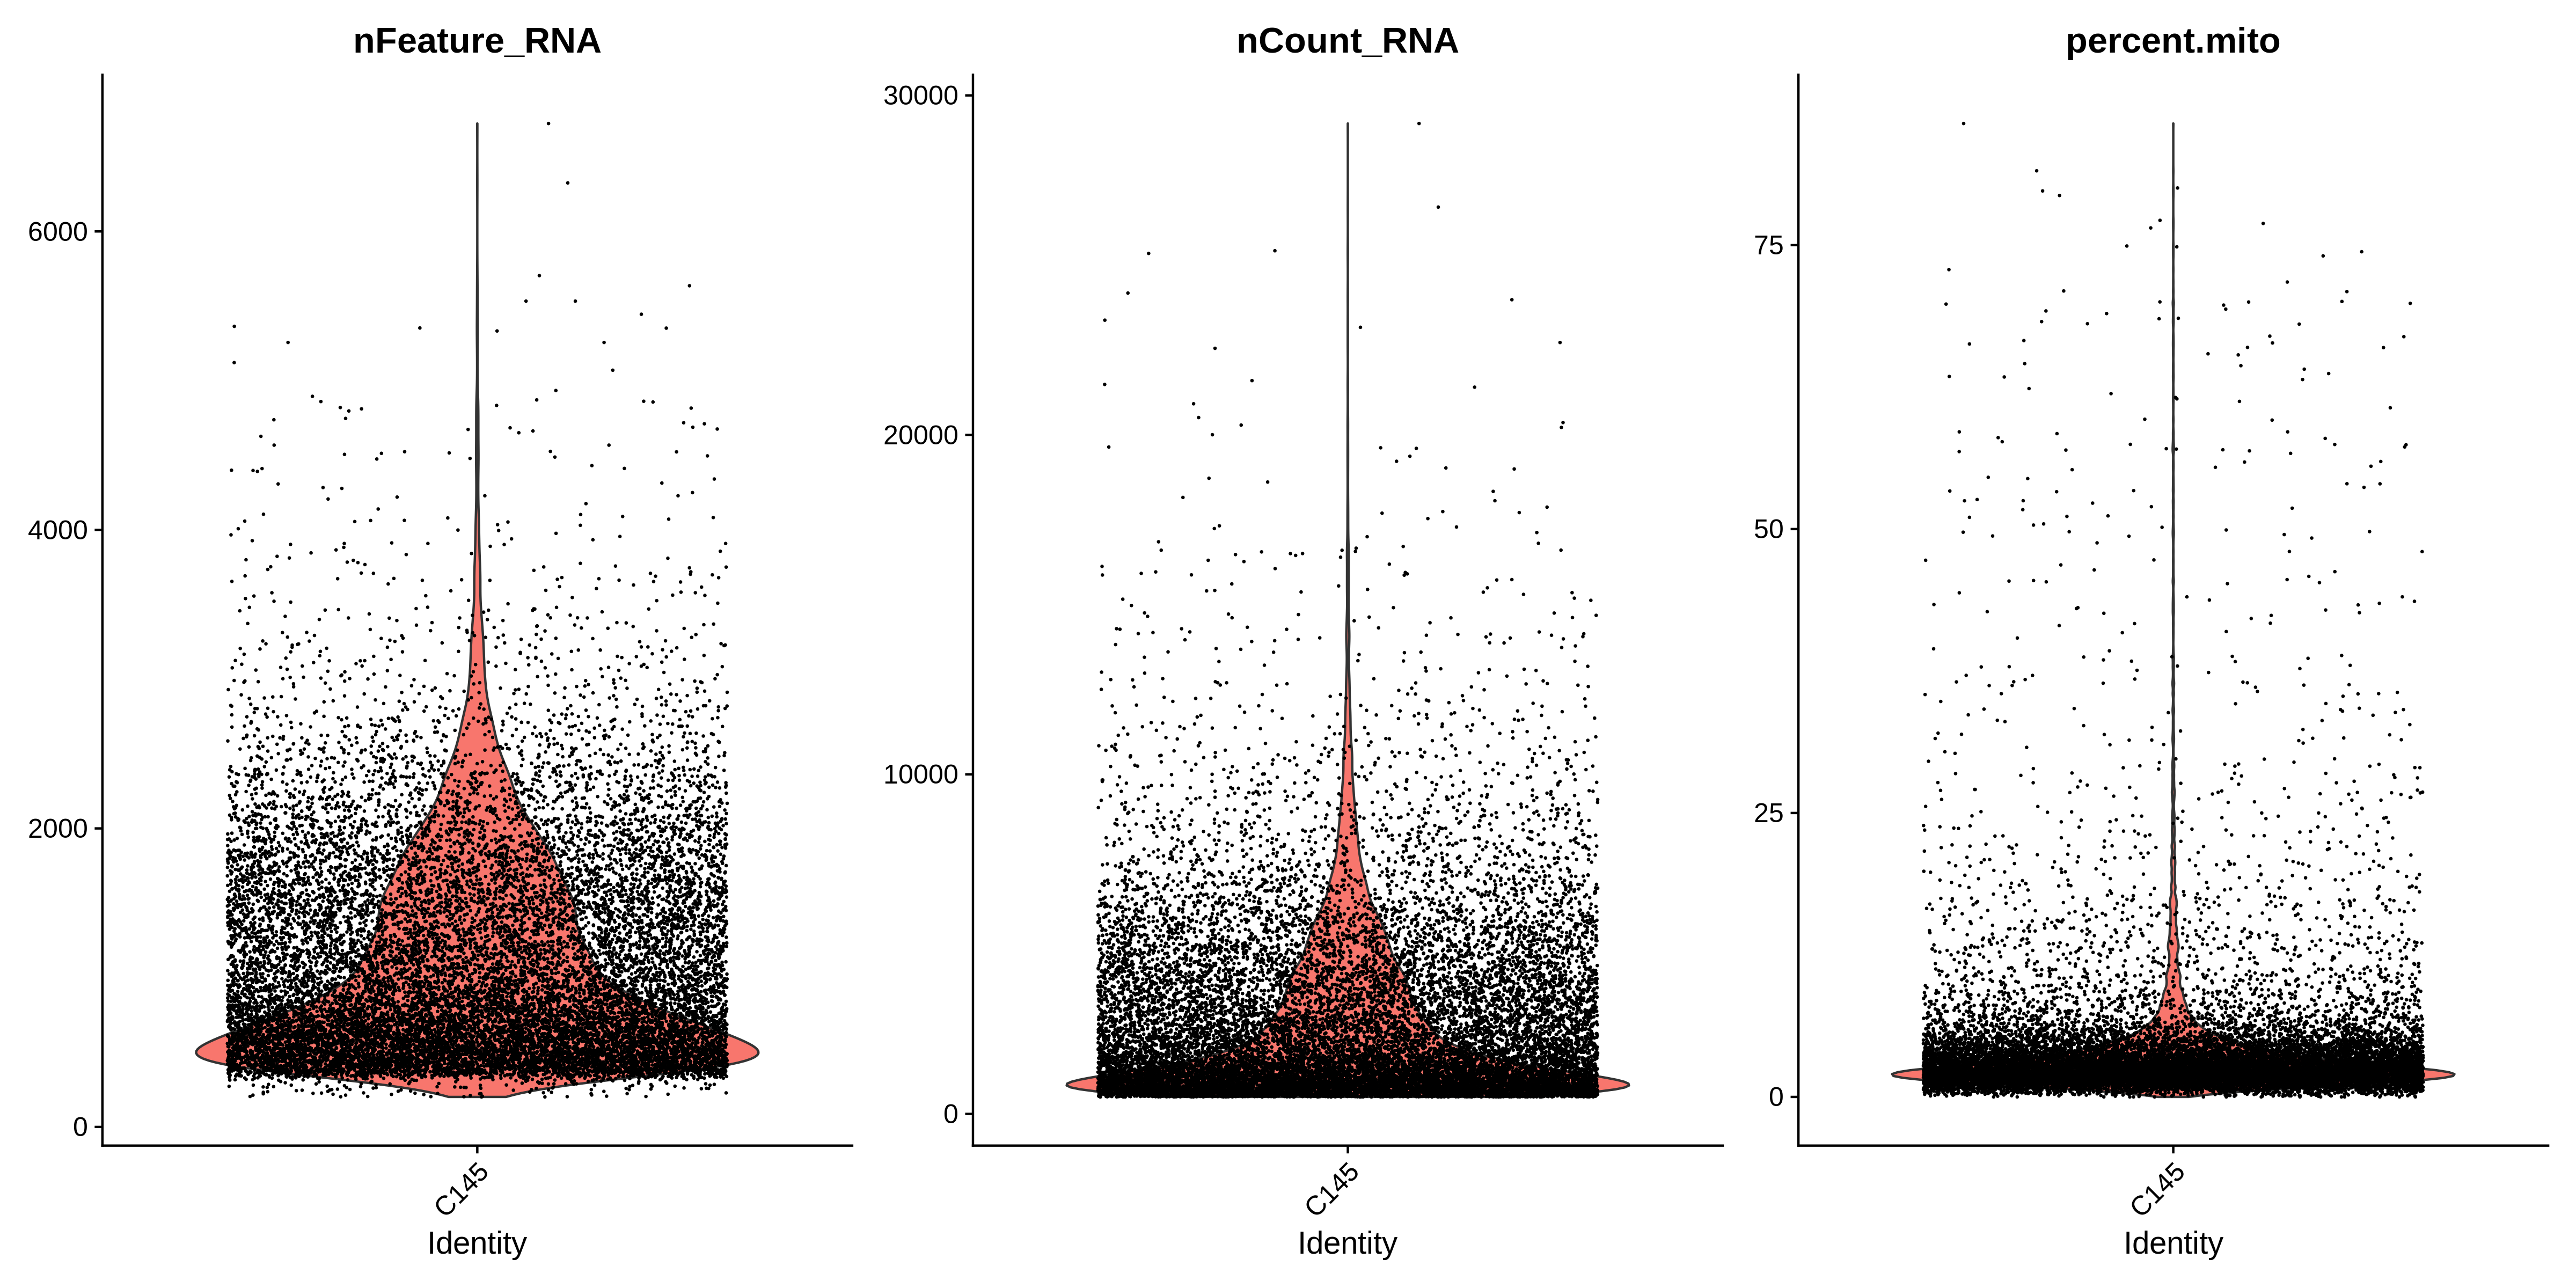 nFeature_RNA
6000
4000
2000
0
C145
Identity
nCount_RNA
30000
20000
10000
0
C145
Identity
percent.mito
75
50
25
0
C145
Identity